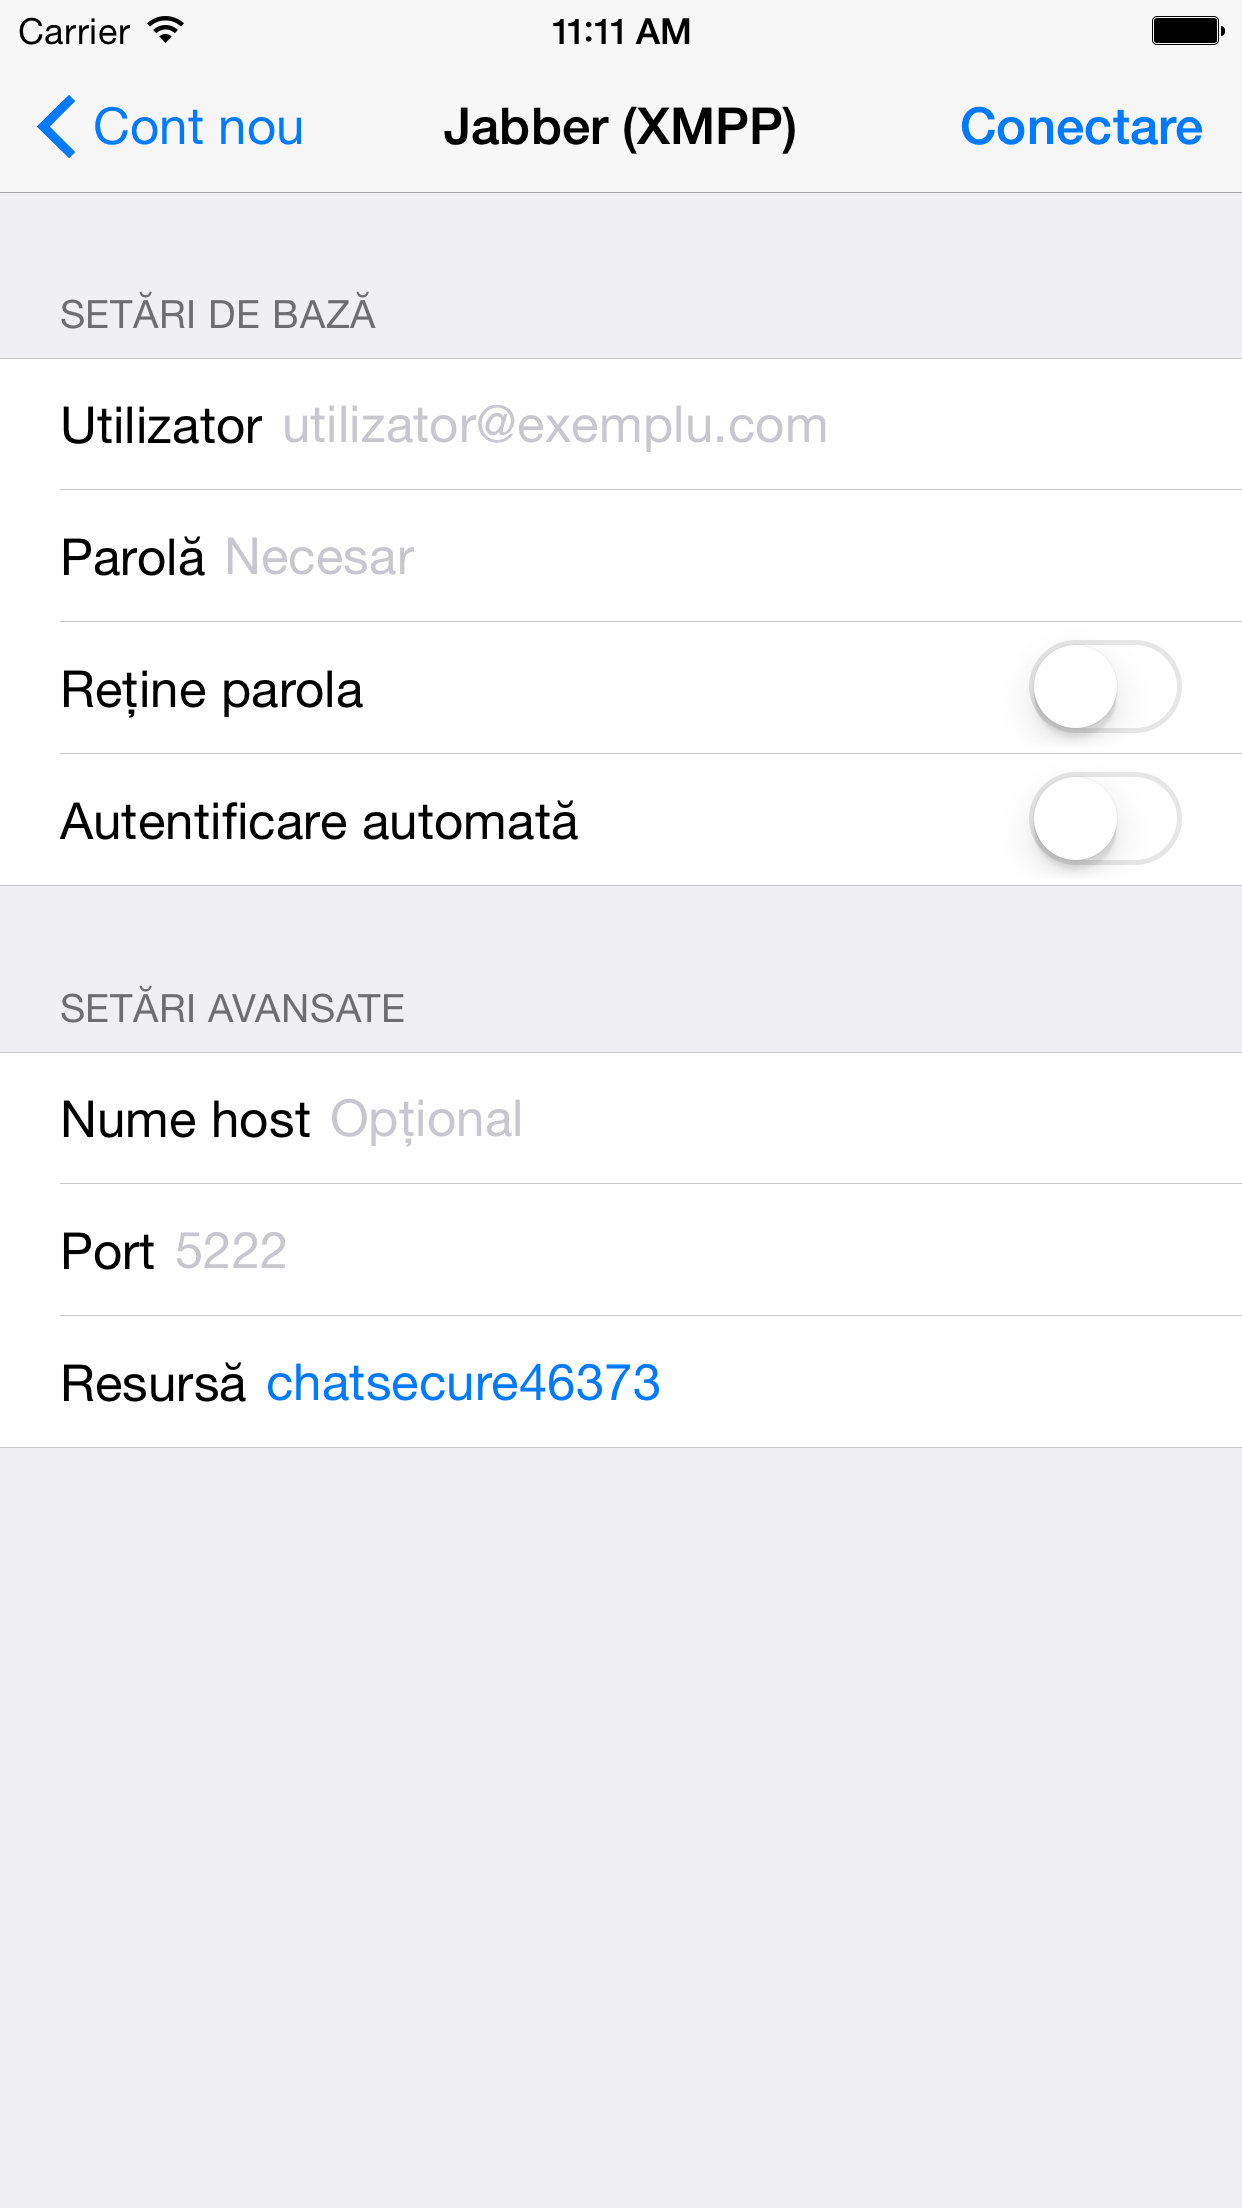 Carrier 11:11 AM
Cont nou Jabber (XMPP) Conectare
SETĂRI DE BAZĂ
Utilizator utilizator@exemplu.com
Parolă Necesar
Reține parola
Autentificare automată
SETĂRI AVANSATE
Nume host Opțional
Port 5222
Resursă chatsecure46373